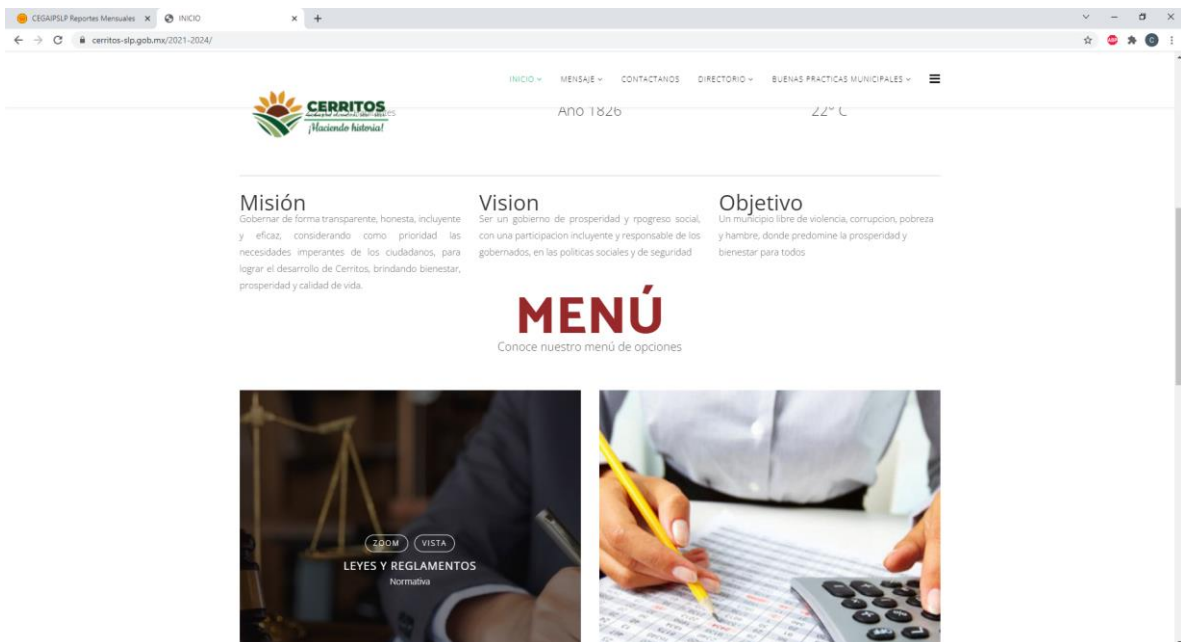 CEGAIPSLP Reportes Mensuales
INICIO
cerritos-slp.gob.mx/2021-2024/
INICIO
MENSAJE
CONTACTANOS
DIRECTORIO
BUENAS PRACTICAS MUNICIPALES
CERRITOS
¡Haciendo historia!
Año 1826
22° C
Misión
Gobernar de forma transparente, honesta, incluyente
y eficaz, considerando como prioridad las
necesidades imperantes de los ciudadanos, para
lograr el desarrollo de Cerritos, brindando bienestar,
prosperidad y calidad de vida.
Vision
Ser un gobierno de prosperidad y rpogreso social,
con una participacion incluyente y responsable de los
gobernados, en las politicas sociales y de seguridad
Objetivo
Un municipio libre de violencia, corrupcion, pobreza
y hambre, donde predomine la prosperidad y
bienestar para todos
MENÚ
Conoce nuestro menú de opciones
ZOOM
VISTA
LEYES Y REGLAMENTOS
Normativa
ABP
C